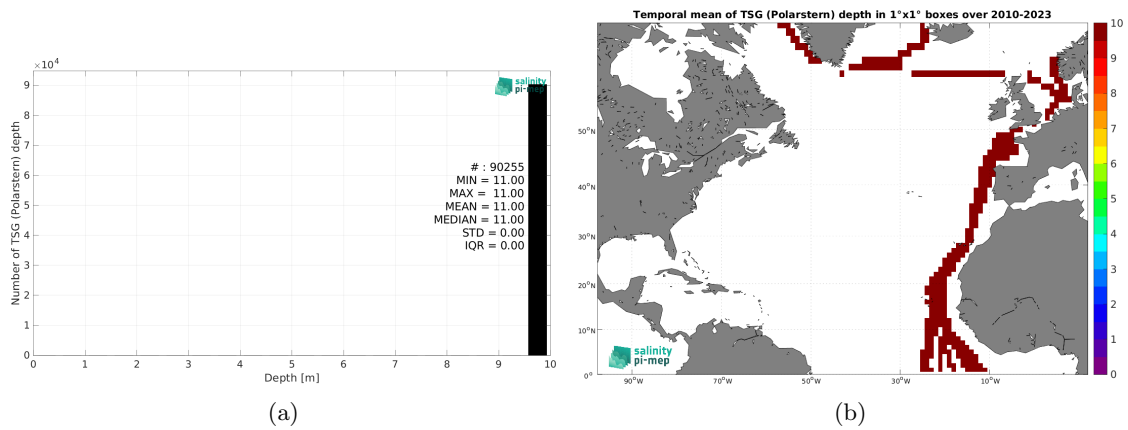 Temporal mean of TSG (Polarstern) depth in 1°x1° boxes over 2010-2023
×10⁴
salinity
pi-mep
Number of TSG (Polarstern) depth
9
8
7
6
5
4
3
2
1
0
# : 90255
MIN = 11.00
MAX = 11.00
MEAN = 11.00
MEDIAN = 11.00
STD = 0.00
IQR = 0.00
0 1 2 3 4 5 6 7 8 9 10
Depth [m]
(a)
50°N
40°N
30°N
20°N
10°N
0°
90°W 70°W 50°W 30°W 10°W
salinity
pi-mep
10
9
8
7
6
5
4
3
2
1
0
(b)